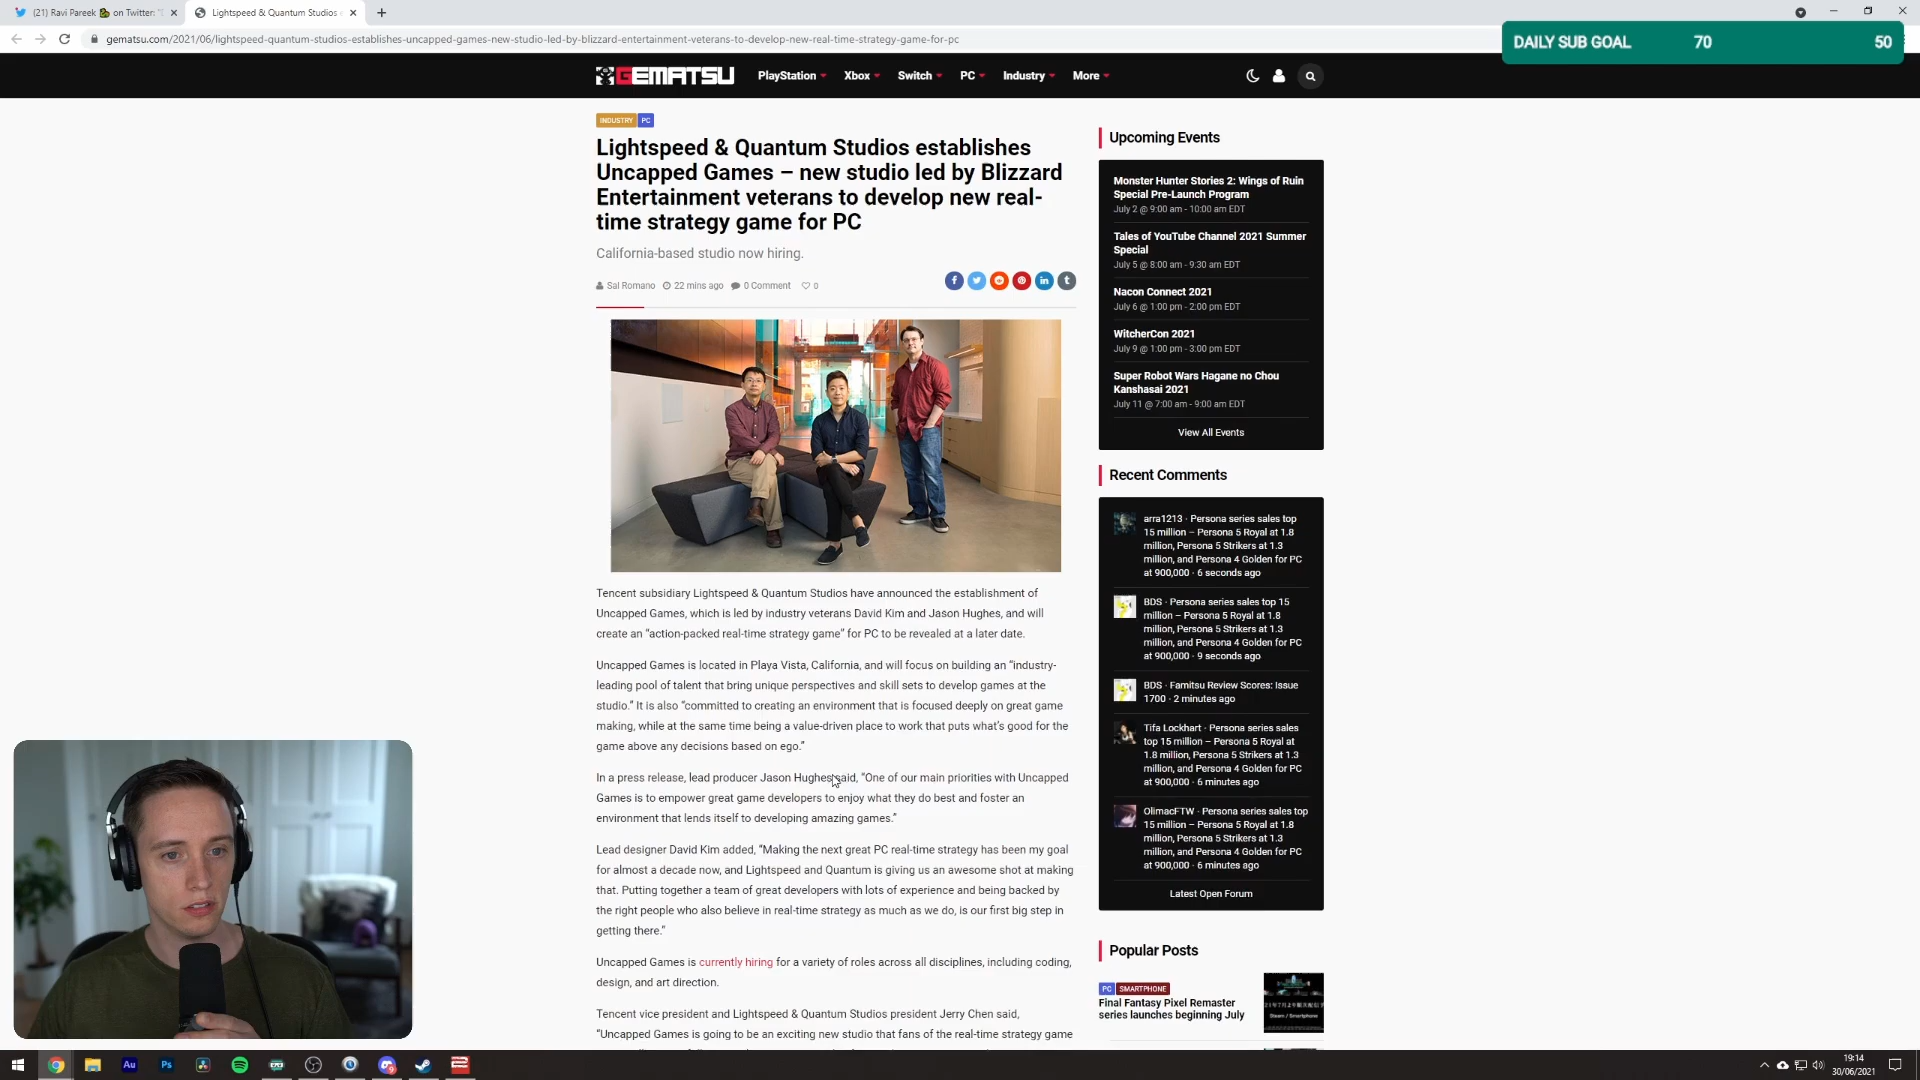 (21) Ravi Pareek on Twitter: "
Lightspeed & Quantum Studios e
gematsu.com/2021/06/lightspeed-quantum-studios-establishes-uncapped-games-new-studio-led-by-blizzard-entertainment-veterans-to-develop-new-real-time-strategy-game-for-pc
DAILY SUB GOAL 70 50
GEMATSU PlayStation Xbox Switch PC Industry More
INDUSTRY PC
Lightspeed & Quantum Studios establishes
Uncapped Games – new studio led by Blizzard
Entertainment veterans to develop new real-
time strategy game for PC
California-based studio now hiring.
Sal Romano 22 mins ago 0 Comment 0
Tencent subsidiary Lightspeed & Quantum Studios have announced the establishment of
Uncapped Games, which is led by industry veterans David Kim and Jason Hughes, and will
create an “action-packed real-time strategy game” for PC to be revealed at a later date.
Uncapped Games is located in Playa Vista, California, and will focus on building an “industry-
leading pool of talent that bring unique perspectives and skill sets to develop games at the
studio.” It is also “committed to creating an environment that is focused deeply on great game
making, while at the same time being a value-driven place to work that puts what’s good for the
game above any decisions based on ego.”
In a press release, lead producer Jason Hughes said, “One of our main priorities with Uncapped
Games is to empower great game developers to enjoy what they do best and foster an
environment that lends itself to developing amazing games.”
Lead designer David Kim added, “Making the next great PC real-time strategy has been my goal
for almost a decade now, and Lightspeed and Quantum is giving us an awesome shot at making
that. Putting together a team of great developers with lots of experience and being backed by
the right people who also believe in real-time strategy as much as we do, is our first big step in
getting there.”
Uncapped Games is currently hiring for a variety of roles across all disciplines, including coding,
design, and art direction.
Tencent vice president and Lightspeed & Quantum Studios president Jerry Chen said,
“Uncapped Games is going to be an exciting new studio that fans of the real-time strategy game
Upcoming Events
Monster Hunter Stories 2: Wings of Ruin
Special Pre-Launch Program
July 2 @ 9:00 am - 10:00 am EDT
Tales of YouTube Channel 2021 Summer
Special
July 5 @ 8:00 am - 9:30 am EDT
Nacon Connect 2021
July 6 @ 1:00 pm - 2:00 pm EDT
WitcherCon 2021
July 9 @ 1:00 pm - 3:00 pm EDT
Super Robot Wars Hagane no Chou
Kanshasai 2021
July 11 @ 7:00 am - 9:00 am EDT
View All Events
Recent Comments
arra1213 · Persona series sales top
15 million – Persona 5 Royal at 1.8
million, Persona 5 Strikers at 1.3
million, and Persona 4 Golden for PC
at 900,000 · 6 seconds ago
BDS · Persona series sales top 15
million – Persona 5 Royal at 1.8
million, Persona 5 Strikers at 1.3
million, and Persona 4 Golden for PC
at 900,000 · 9 seconds ago
BDS · Famitsu Review Scores: Issue
1700 · 2 minutes ago
Tifa Lockhart · Persona series sales
top 15 million – Persona 5 Royal at
1.8 million, Persona 5 Strikers at 1.3
million, and Persona 4 Golden for PC
at 900,000 · 6 minutes ago
OlimacFTW · Persona series sales top
15 million – Persona 5 Royal at 1.8
million, Persona 5 Strikers at 1.3
million, and Persona 4 Golden for PC
at 900,000 · 6 minutes ago
Latest Open Forum
Popular Posts
PC SMARTPHONE
Final Fantasy Pixel Remaster
series launches beginning July
Steam / Smartphone
Au
Ps
19:14
30/06/2021